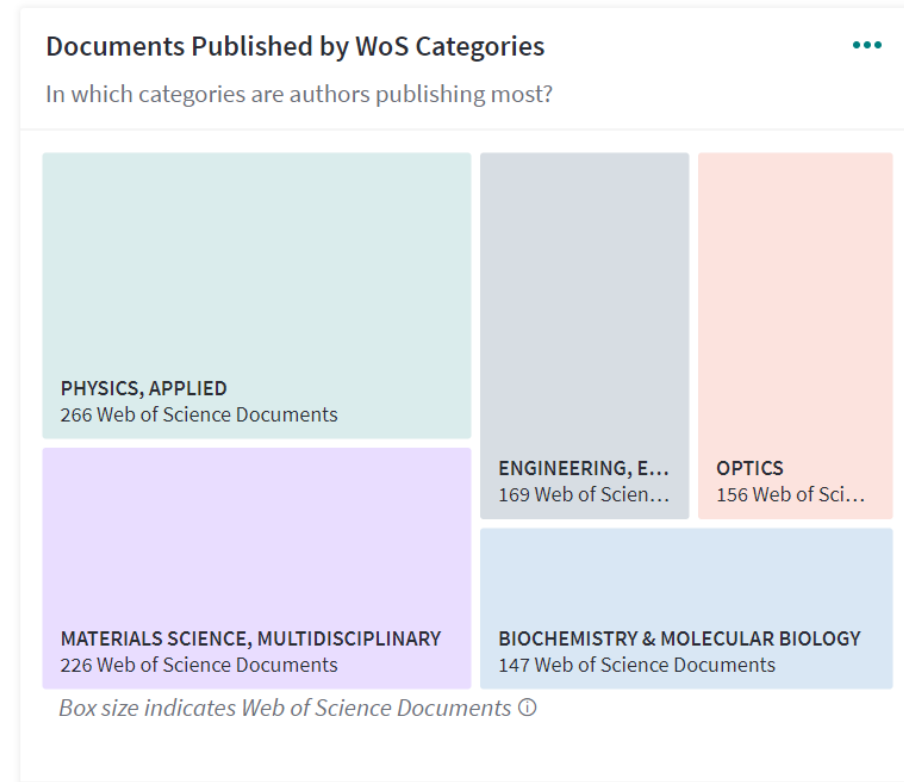 Documents Published by WoS Categories
In which categories are authors publishing most?
PHYSICS, APPLIED
266 Web of Science Documents
MATERIALS SCIENCE, MULTIDISCIPLINARY
226 Web of Science Documents
ENGINEERING, E...
169 Web of Scien...
OPTICS
156 Web of Sci...
BIOCHEMISTRY & MOLECULAR BIOLOGY
147 Web of Science Documents
Box size indicates Web of Science Documents ⓘ